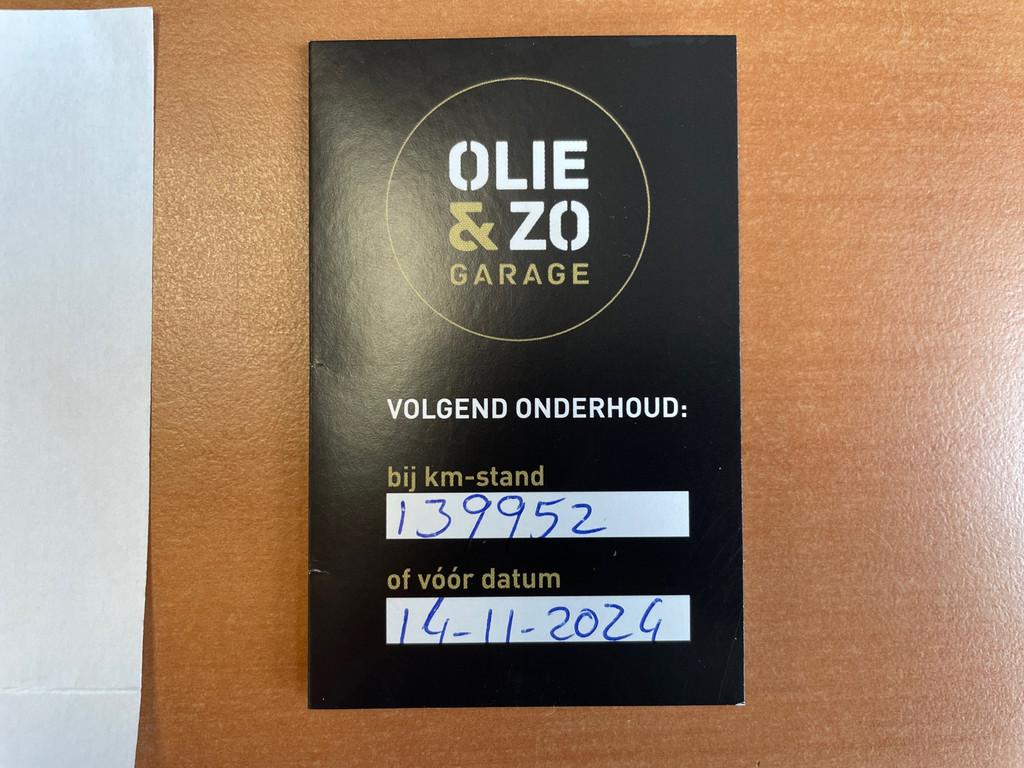 OLIE
& ZO
GARAGE
VOLGEND ONDERHOUD:
bij km-stand
139952
of vóór datum
14-11-2024